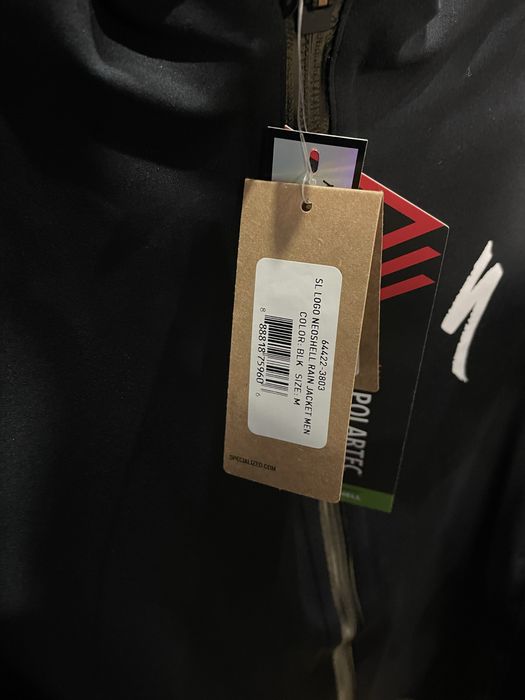 64422-3803
SL LOGO NEOSHELL RAIN JACKET MEN
COLOR: BLK SIZE: M
8 88818 75960 6
SPECIALIZED.COM
POLARTEC